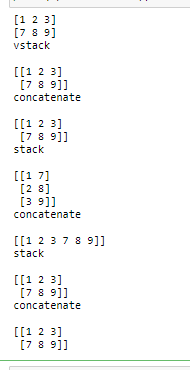 [1 2 3]
[7 8 9]
vstack
[[1 2 3]
 [7 8 9]]
concatenate
[[1 2 3]
 [7 8 9]]
stack
[[1 7]
 [2 8]
 [3 9]]
concatenate
[[1 2 3 7 8 9]]
stack
[[1 2 3]
 [7 8 9]]
concatenate
[[1 2 3]
 [7 8 9]]